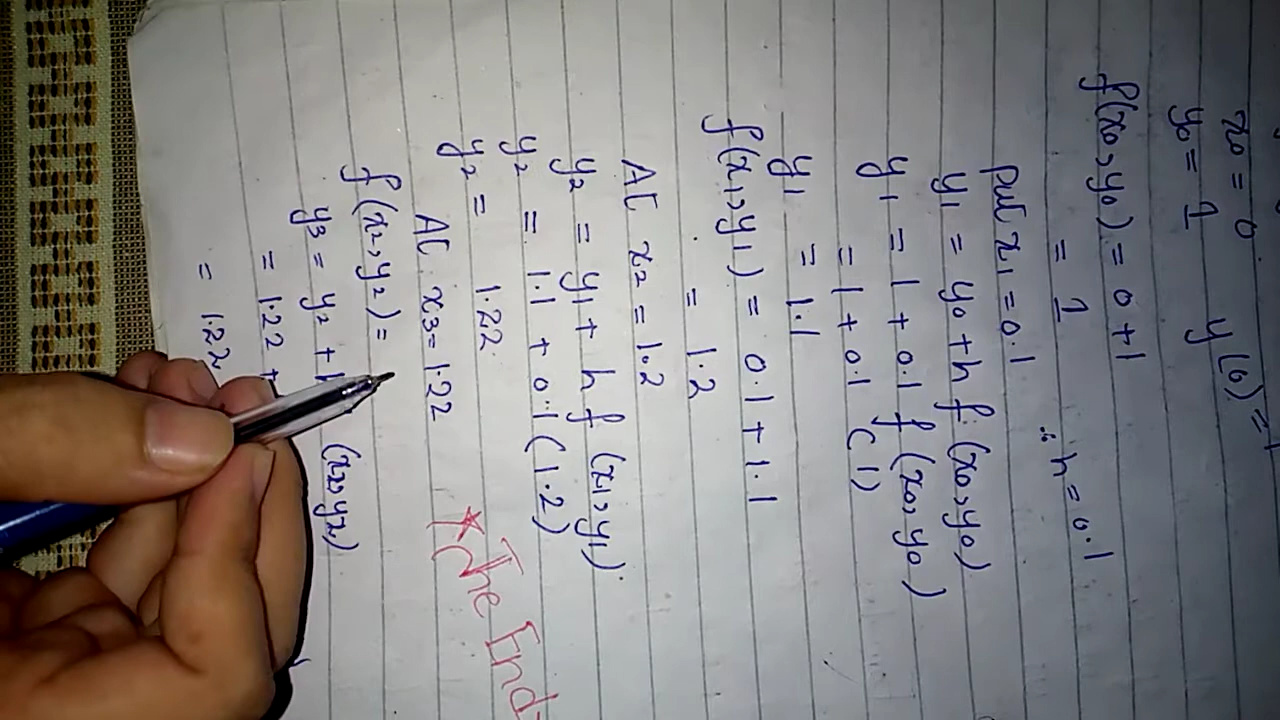 x₀ = 0
y₀ = 1 y(0) = 1
f(x₀, y₀) = 0 + 1
= 1 ∴ h = 0.1
put x₁ = 0.1
y₁ = y₀ + h f (x₀, y₀)
y₁ = 1 + 0.1 f (x₀, y₀)
= 1 + 0.1 (1)
y₁ = 1.1
f(x₁, y₁) = 0.1 + 1.1
= 1.2
At x₂ = 1.2
y₂ = y₁ + h f (x₁, y₁)
y₂ = 1.1 + 0.1 (1.2)
y₂ = 1.22
At x₃ = 1.22
* The End
f(x₂, y₂) =
y₃ = y₂ + (x₂, y₂)
= 1.22 +
= 1.22